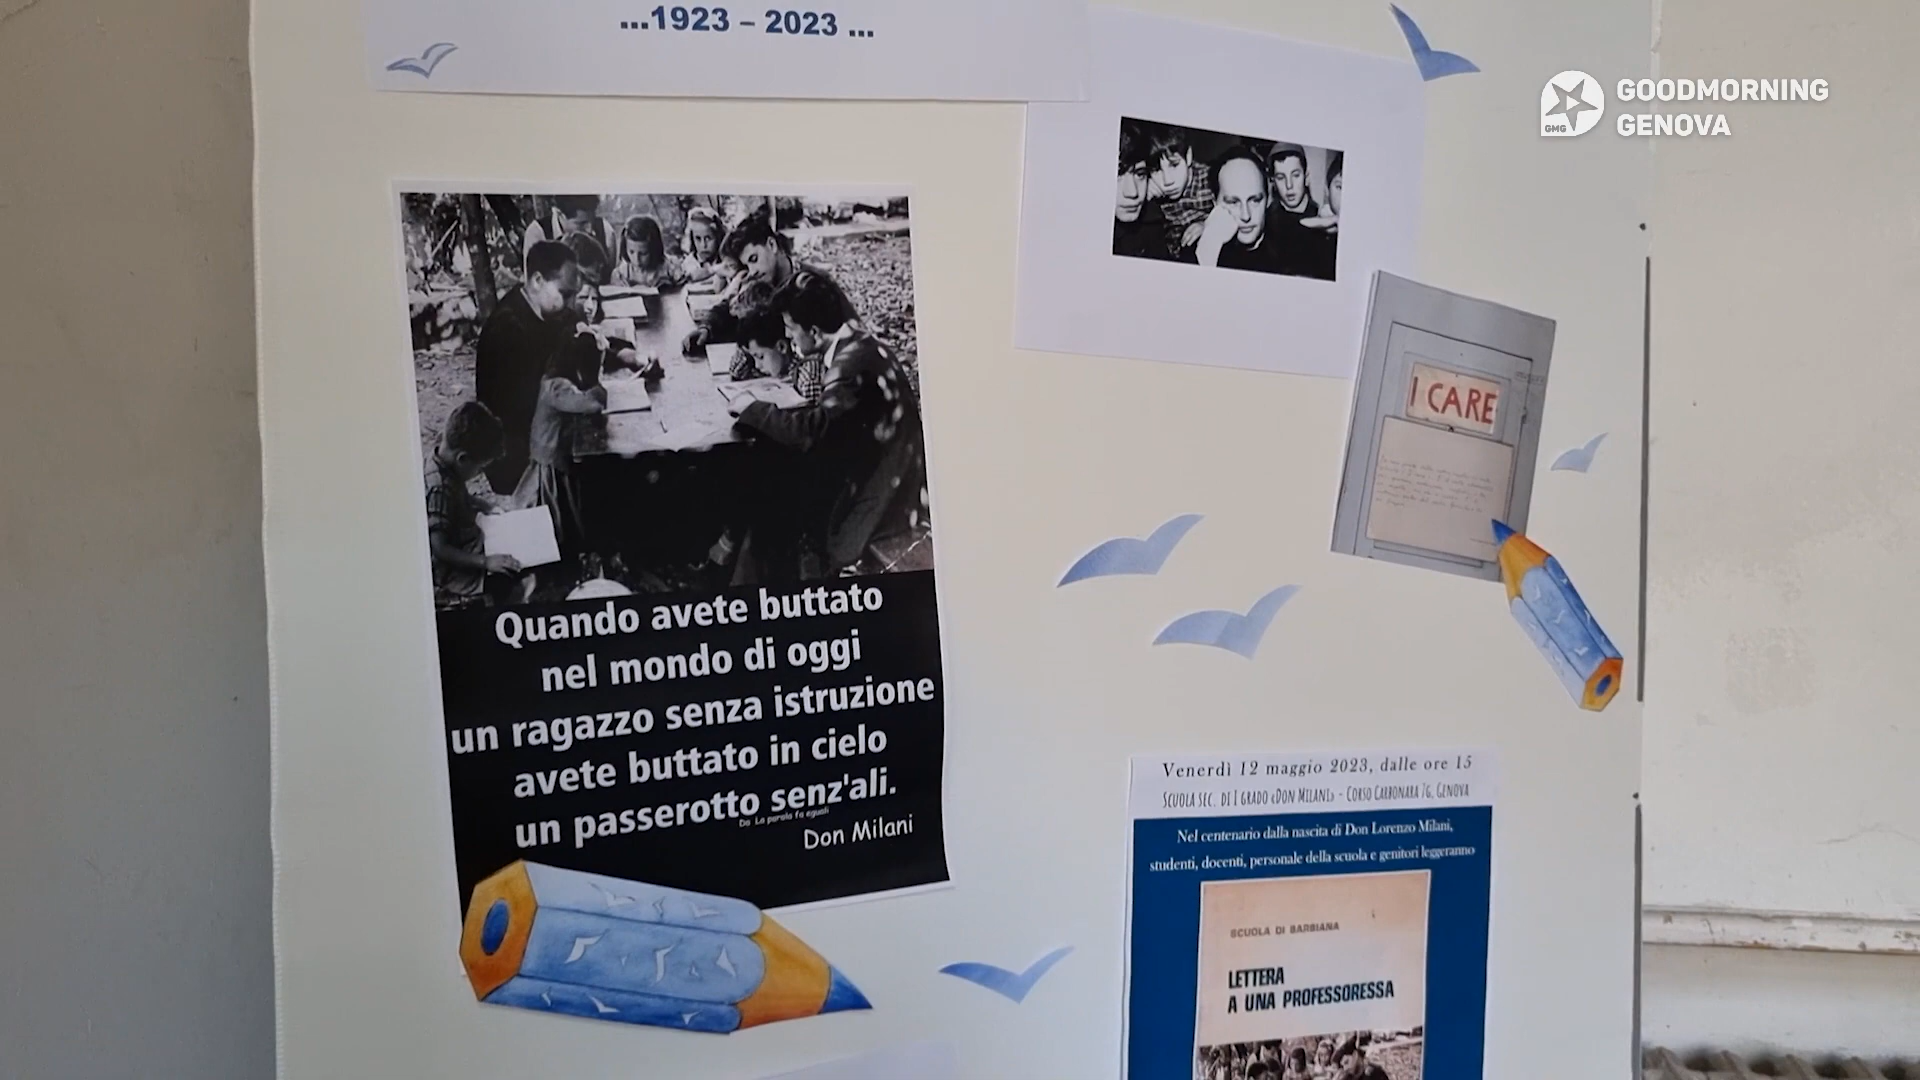 ...1923 – 2023 ...
GOODMORNING
GENOVA
GMG
I CARE
Quando avete buttato
nel mondo di oggi
un ragazzo senza istruzione
avete buttato in cielo
un passerotto senz'ali.
Da La parola fa eguali
Don Milani
Venerdì 12 maggio 2023, dalle ore 15
Scuola sec. di I grado «Don Milani» - Corso Carbonara 7g, Genova
Nel centenario dalla nascita di Don Lorenzo Milani,
studenti, docenti, personale della scuola e genitori leggeranno
SCUOLA DI BARBIANA
LETTERA
A UNA PROFESSORESSA